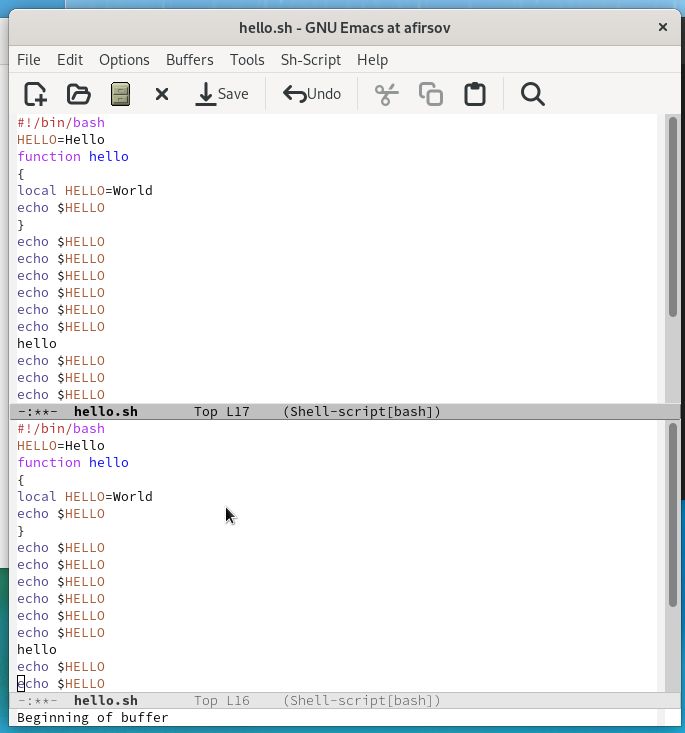 hello.sh - GNU Emacs at afirsov
File Edit Options Buffers Tools Sh-Script Help
Save Undo
#!/bin/bash
HELLO=Hello
function hello
{
local HELLO=World
echo $HELLO
}
echo $HELLO
echo $HELLO
echo $HELLO
echo $HELLO
echo $HELLO
echo $HELLO
hello
echo $HELLO
echo $HELLO
echo $HELLO
-:**- hello.sh Top L17 (Shell-script[bash])
#!/bin/bash
HELLO=Hello
function hello
{
local HELLO=World
echo $HELLO
}
echo $HELLO
echo $HELLO
echo $HELLO
echo $HELLO
echo $HELLO
echo $HELLO
hello
echo $HELLO
echo $HELLO
-:**- hello.sh Top L16 (Shell-script[bash])
Beginning of buffer